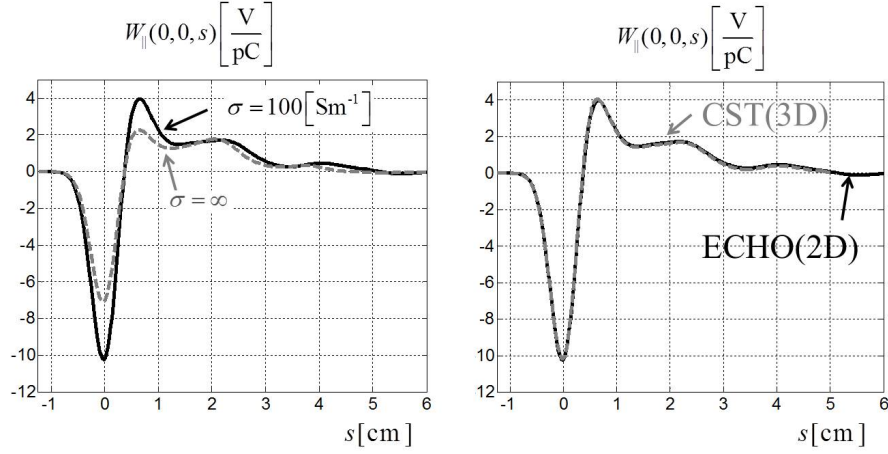 W∥(0,0,s) [V/pC]
4
2
0
-2
-4
-6
-8
-10
-12
-1 0 1 2 3 4 5 6
s[cm]
σ=100[Sm⁻¹]
σ=∞
W∥(0,0,s) [V/pC]
4
2
0
2
4
6
8
10
12
-1 0 1 2 3 4 5 6
s[cm]
CST(3D)
ECHO(2D)